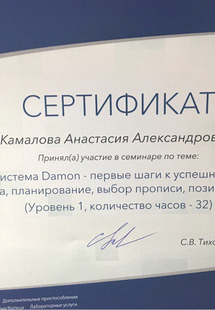 СЕРТИФИКАТ
Камалова Анастасия Александров
Принял(а) участие в семинаре по теме:
истема Damon - первые шаги к успешн
а, планирование, выбор прописи, пози
(Уровень 1, количество часов - 32)
С.В. Тихо
Дополнительные приспособления
Лабораторные услуги